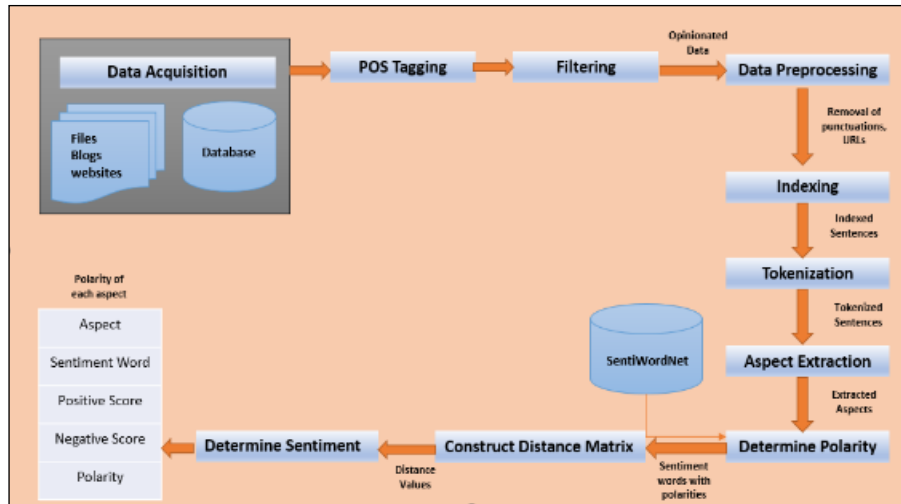 Data Acquisition
Files
Blogs
websites
Database
POS Tagging
Filtering
Opinionated
Data
Data Preprocessing
Removal of
punctuations,
URLs
Indexing
Indexed
Sentences
Tokenization
Tokenized
Sentences
Aspect Extraction
Extracted
Aspects
SentiWordNet
Determine Polarity
Sentiment
words with
polarities
Construct Distance Matrix
Distance
Values
Determine Sentiment
Polarity of
each aspect
Aspect
Sentiment Word
Positive Score
Negative Score
Polarity